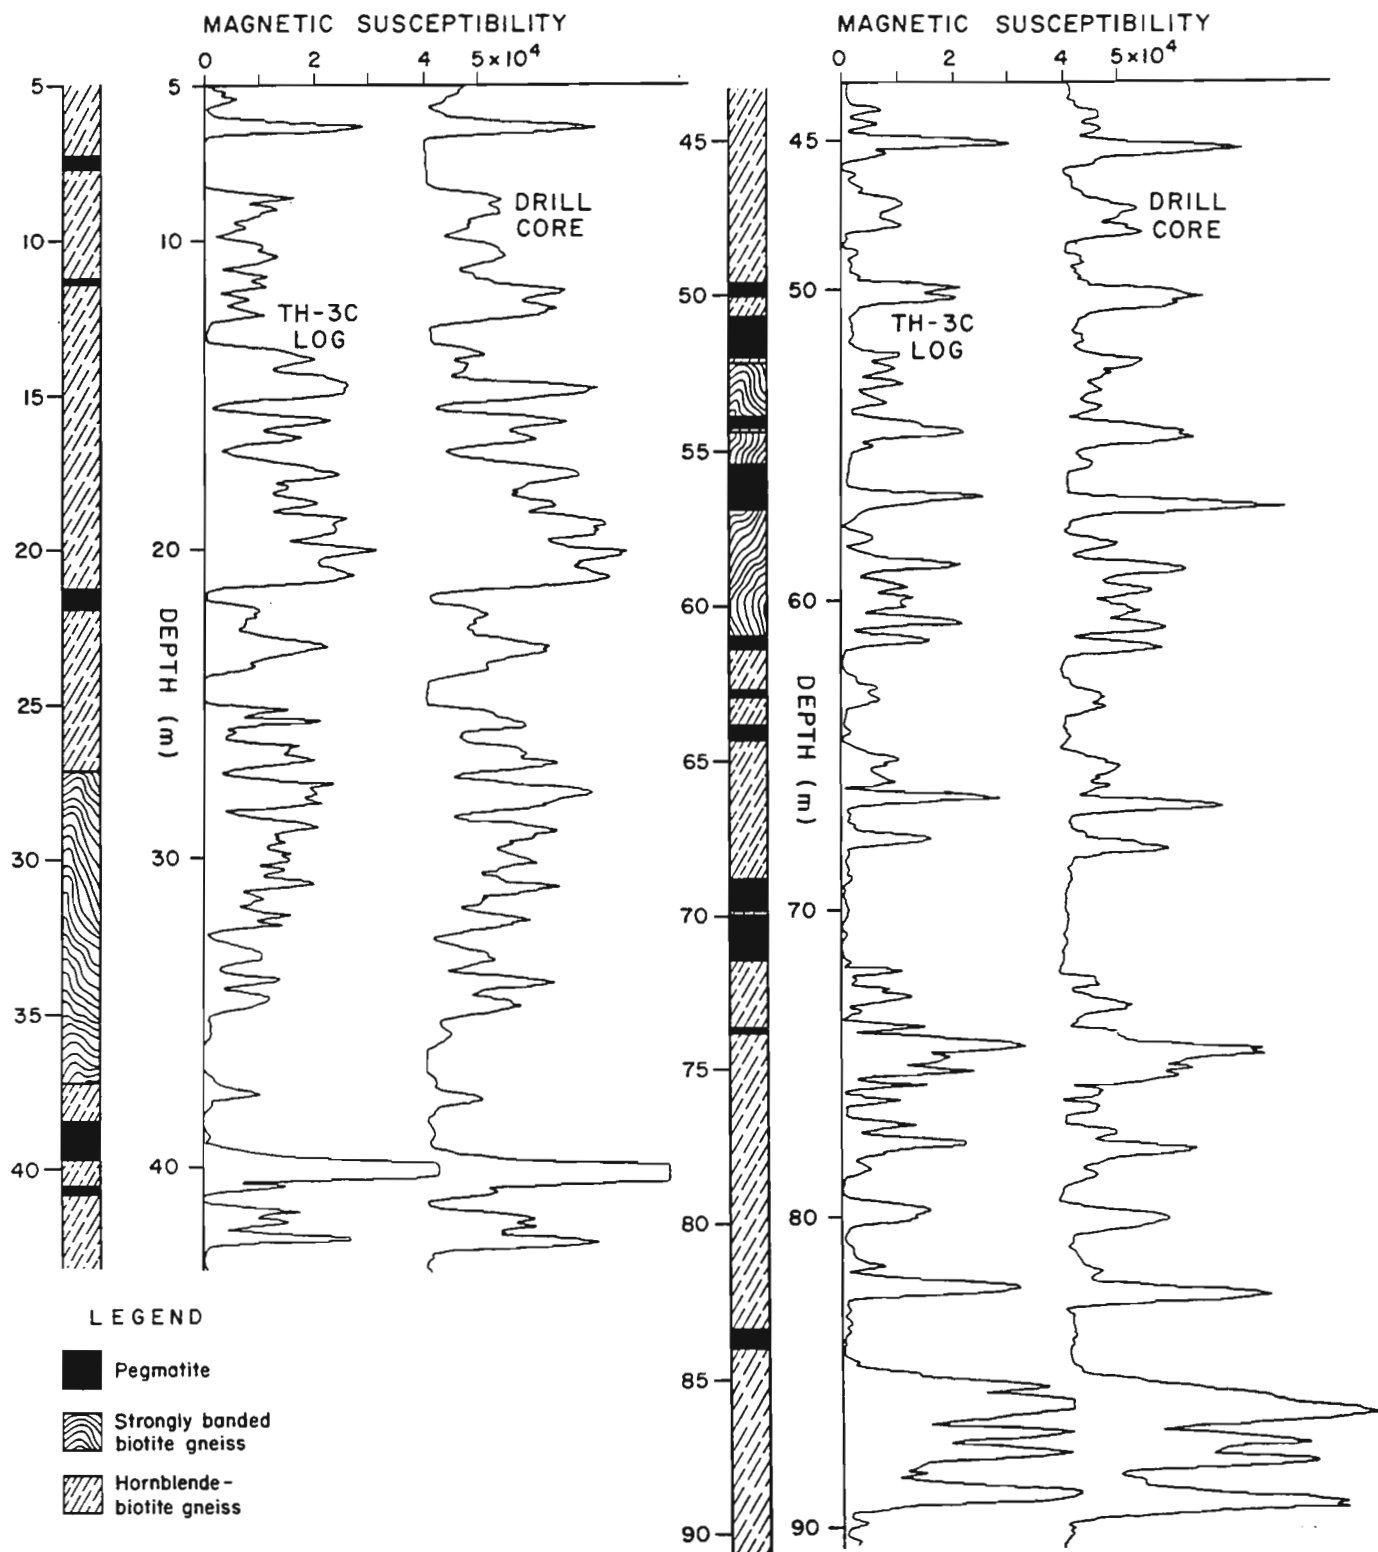 MAGNETIC SUSCEPTIBILITY
0 2 4 5×10⁴
5
10
15
20
25
30
35
40
5
10
15
20
25
30
40
DEPTH (m)
TH-3C
LOG
DRILL
CORE
MAGNETIC SUSCEPTIBILITY
0 2 4 5×10⁴
45
50
55
60
65
70
75
80
85
90
45
50
60
70
80
90
DEPTH (m)
TH-3C
LOG
DRILL
CORE
LEGEND
Pegmatite
Strongly banded
biotite gneiss
Hornblende-
biotite gneiss